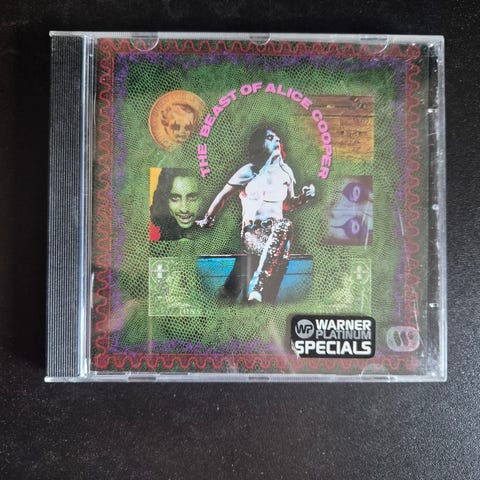 THE BEAST OF ALICE COOPER
WP WARNER
PLATINUM
SPECIALS